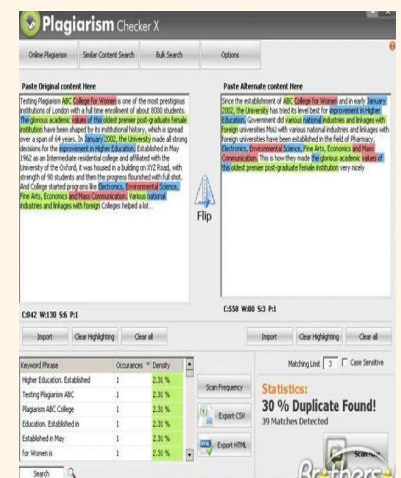 Plagiarism Checker X
Online Plagiarism
Similar Content Search
Bulk Search
Options
Paste Original content Here
Testing Plagiarism ABC College for Women is one of the most prestigious
institutions of London with a full time enrollment of about 8000 students.
The glorious academic values of this oldest premier post-graduate female
institution have been shaped by its institutional history, which is spread
over a span of 64 years. In January 2002, the University made all strong
decisions for the improvement in Higher Education. Established in May
1962 as an Intermediate residential college and affiliated with the
University of the Oxford, it was housed in a building on XYZ Road, with
strength of 90 students and then the progress flourished with full shot.
And College started programs like Electronics, Environmental Science,
Fine Arts, Economics and Mass Communication. Various national
industries and linkages with foreign Colleges helped a lot...
C:842 W:130 S:6 P:1
Flip
Paste Alternate content Here
Since the establishment of ABC College for Women and in early January
2002, the University has tried its level best for improvement in Higher
Education. Government did various national industries and linkages with
foreign universities MoU with various national industries and linkages with
foreign universities have been established in the field of Pharmacy,
Electronics, Environmental Science, Fine Arts, Economics and Mass
Communication. This is how they made the glorious academic values of
this oldest premier post-graduate female institution very nicely
C:558 W:80 S:3 P:1
Import
Clear Highlighting
Clear all
Import
Clear Highlighting
Clear all
Keyword Phrase Occurances Density
Higher Education. Established 1 2.31 %
Testing Plagiarism ABC 1 2.31 %
Plagiarism ABC College 1 2.31 %
Education. Established in 1 2.31 %
Established in May 1 2.31 %
for Women is 1 2.31 %
Search
Scan Frequency
Export CSV
Export HTML
Matching Limit 3 Case Sensitive
Statistics:
30 % Duplicate Found!
39 Matches Detected
Scan Now
Brothers